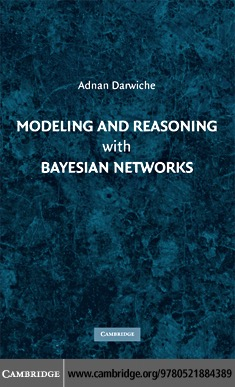 Adnan Darwiche
MODELING AND REASONING
with
BAYESIAN NETWORKS
CAMBRIDGE
CAMBRIDGE
www.cambridge.org/9780521884389